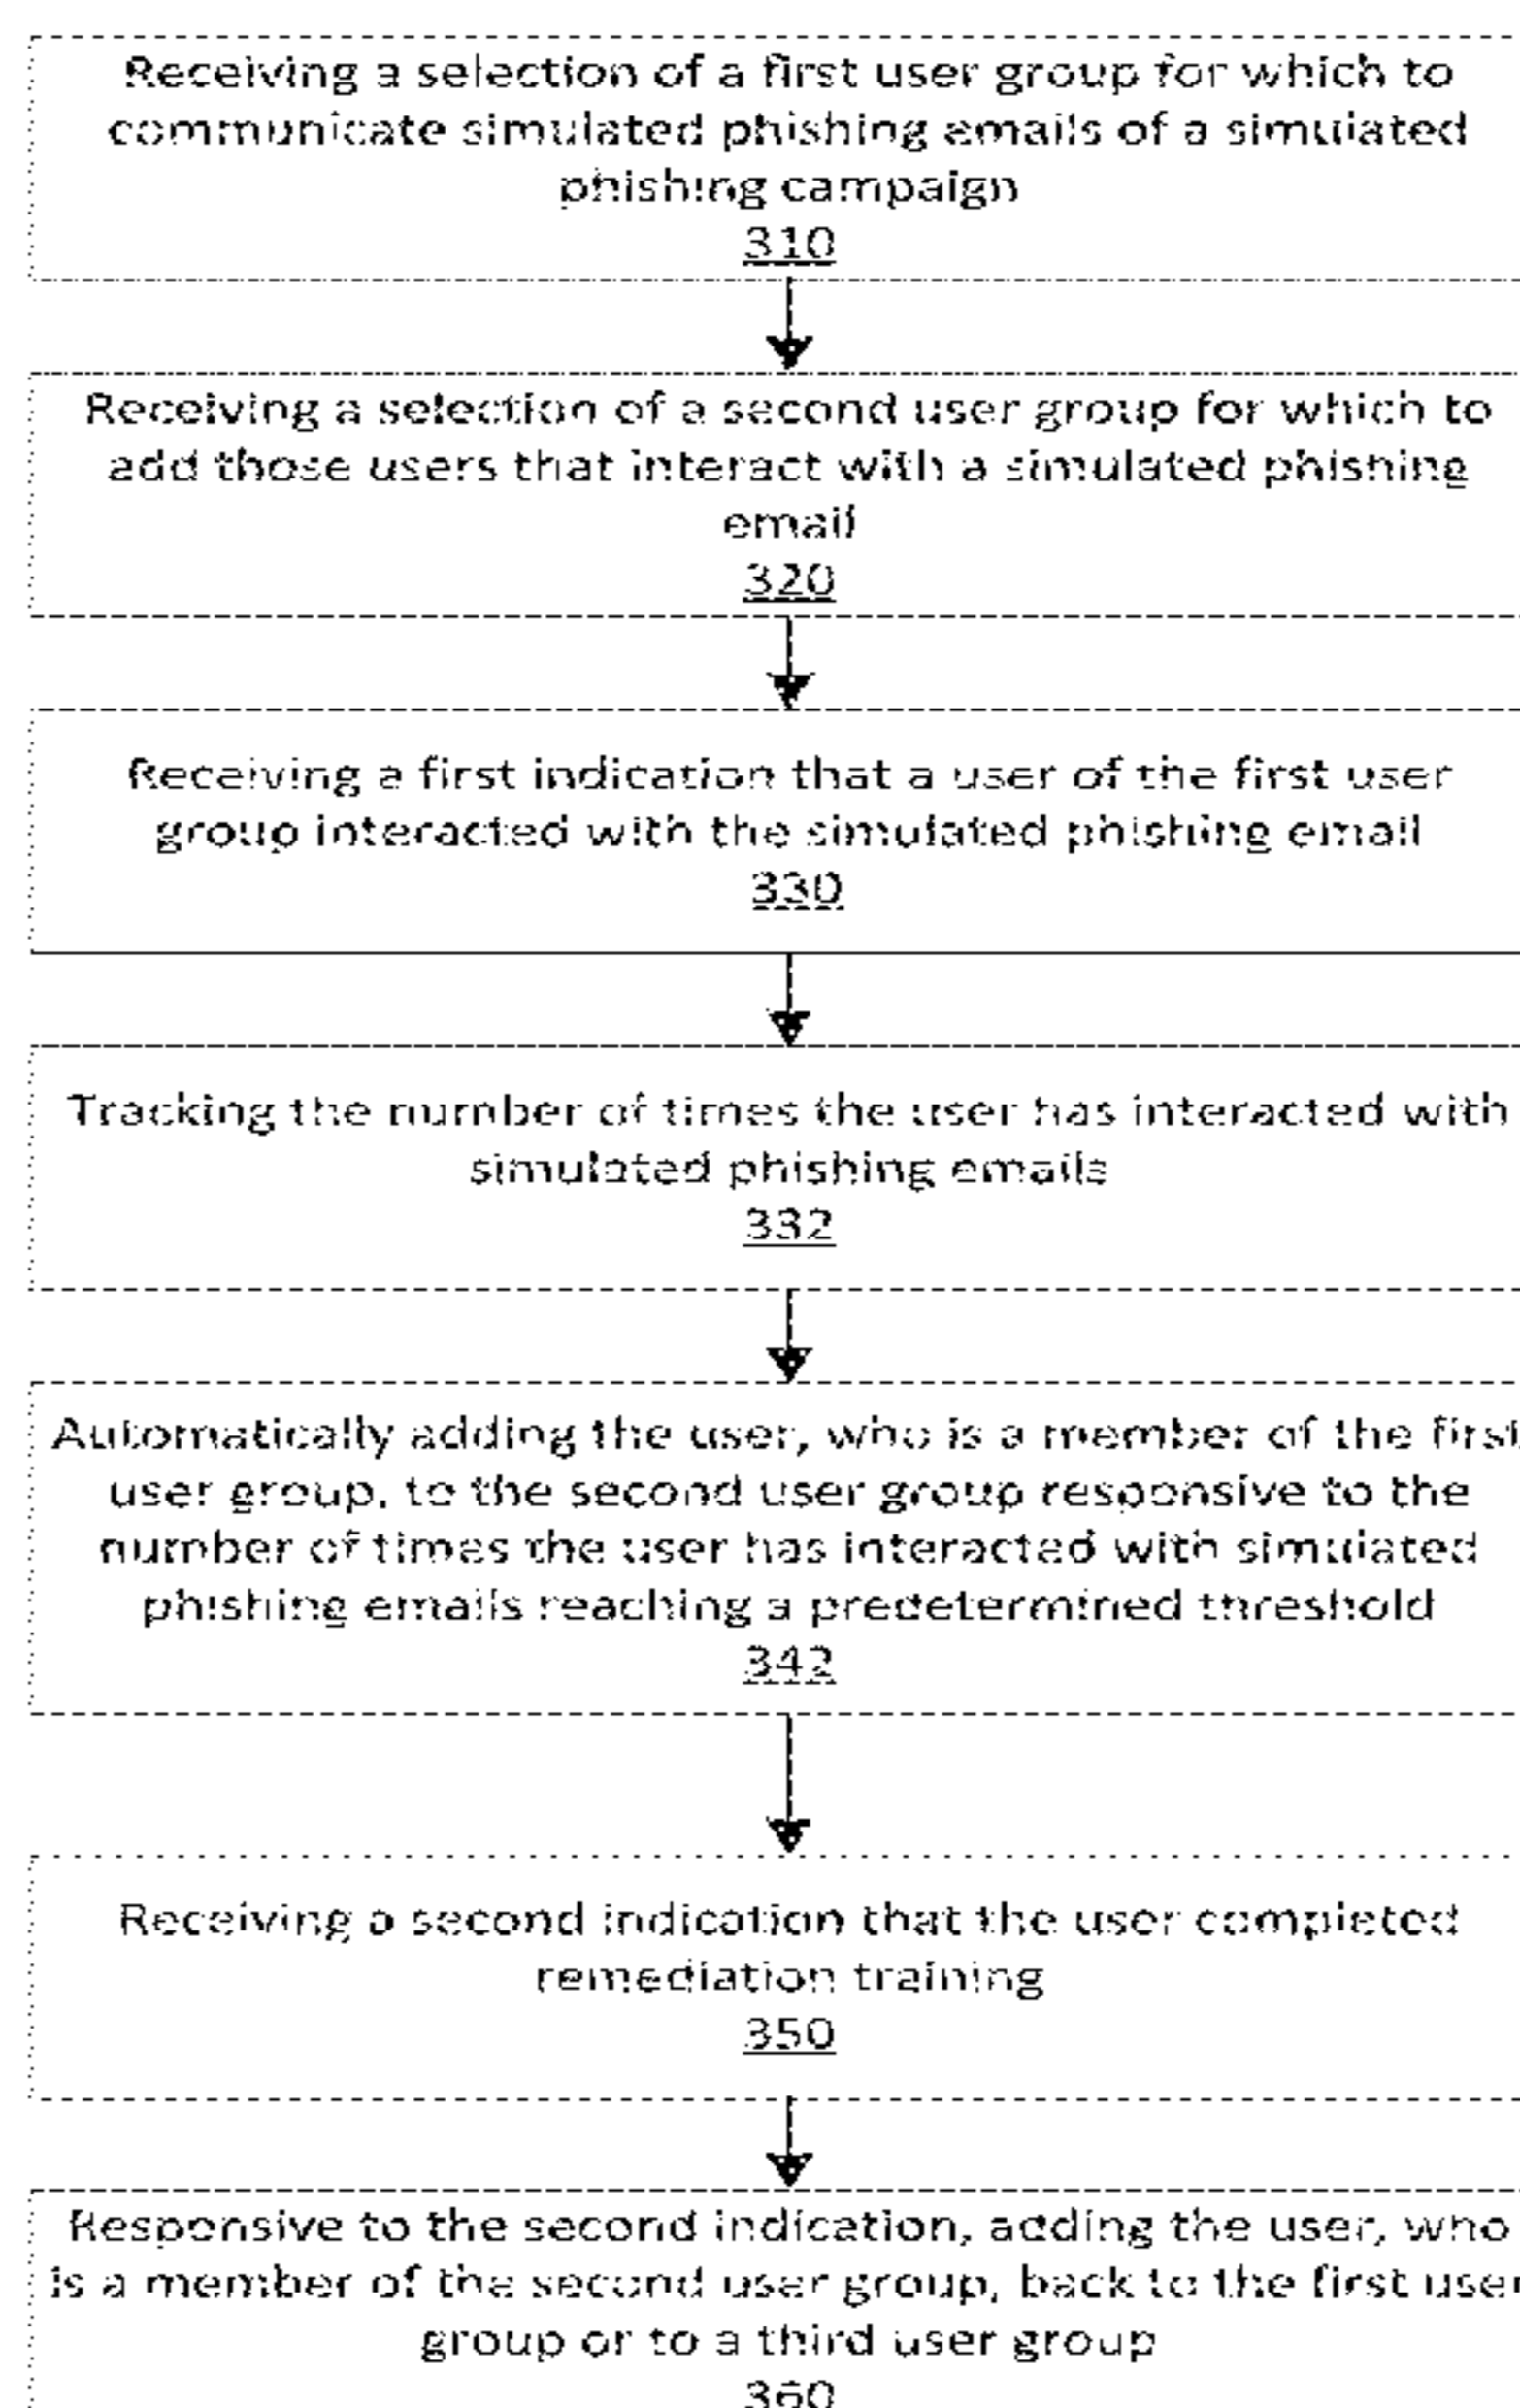 Receiving a selection of a first user group for which to
communicate simulated phishing emails of a simulated
phishing campaign
310
Receiving a selection of a second user group for which to
add those users that interact with a simulated phishing
email
320
Receiving a first indication that a user of the first user
group interacted with the simulated phishing email
330
Tracking the number of times the user has interacted with
simulated phishing emails
332
Automatically adding the user, who is a member of the first
user group, to the second user group responsive to the
number of times the user has interacted with simulated
phishing emails reaching a predetermined threshold
342
Receiving a second indication that the user completed
remediation training
350
Responsive to the second indication, adding the user, who
is a member of the second user group, back to the first user
group or to a third user group
360